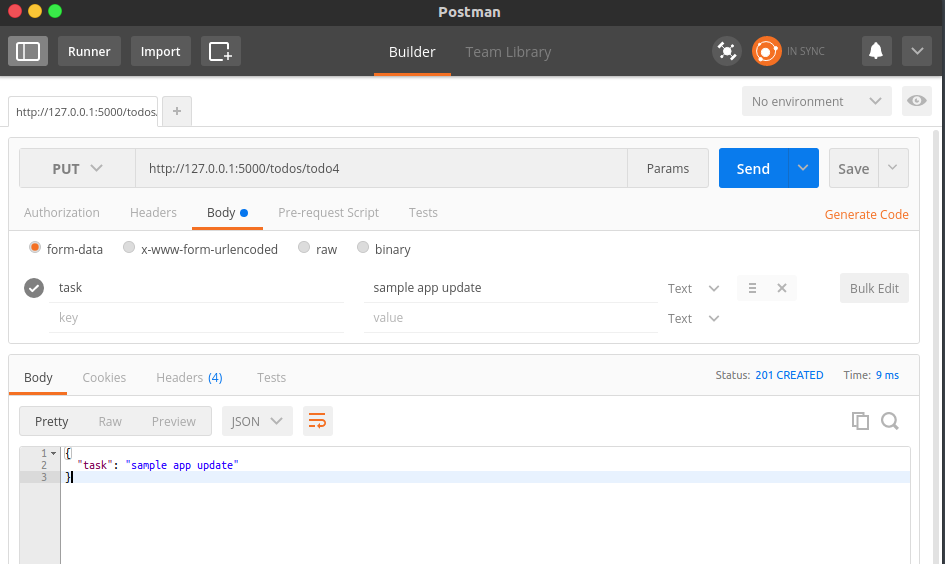 Postman
Runner Import Builder Team Library IN SYNC
http://127.0.0.1:5000/todos. + No environment
PUT http://127.0.0.1:5000/todos/todo4 Params Send Save
Authorization Headers Body Pre-request Script Tests Generate Code
form-data x-www-form-urlencoded raw binary
task sample app update Text Bulk Edit
key value Text
Body Cookies Headers (4) Tests Status: 201 CREATED Time: 9 ms
Pretty Raw Preview JSON
1 {
2 "task": "sample app update"
3 }